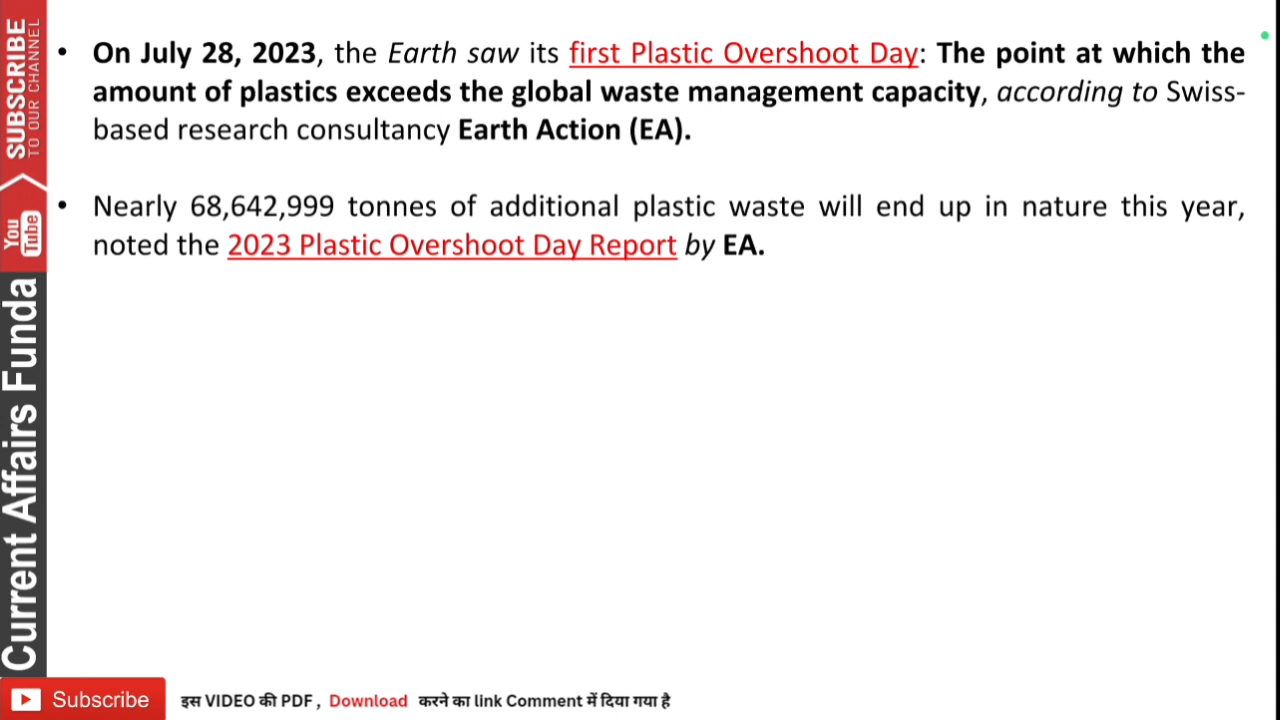 • On July 28, 2023, the Earth saw its first Plastic Overshoot Day: The point at which the
amount of plastics exceeds the global waste management capacity, according to Swiss-
based research consultancy Earth Action (EA).
• Nearly 68,642,999 tonnes of additional plastic waste will end up in nature this year,
noted the 2023 Plastic Overshoot Day Report by EA.
SUBSCRIBE
TO OUR CHANNEL
You
Tube
Current Affairs Funda
Subscribe
इस VIDEO की PDF , Download करने का link Comment में दिया गया है